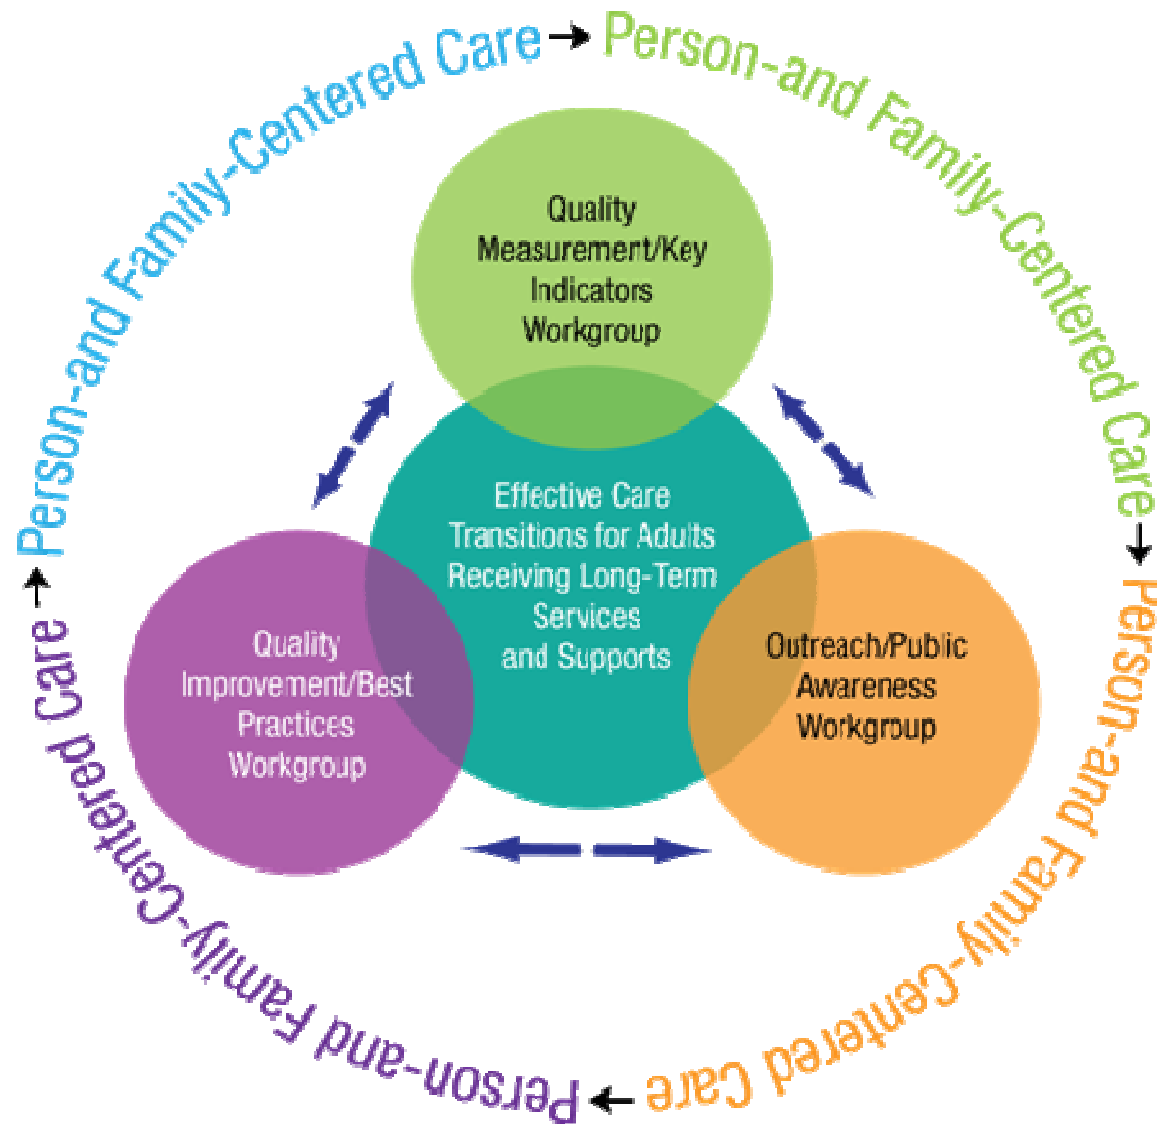 Person-and Family-Centered Care
Person-and Family-Centered Care
Person-and Family-Centered Care
Person-and Family-Centered Care
Quality
Measurement/Key
Indicators
Workgroup
Effective Care
Transitions for Adults
Receiving Long-Term
Services
and Supports
Quality
Improvement/Best
Practices
Workgroup
Outreach/Public
Awareness
Workgroup